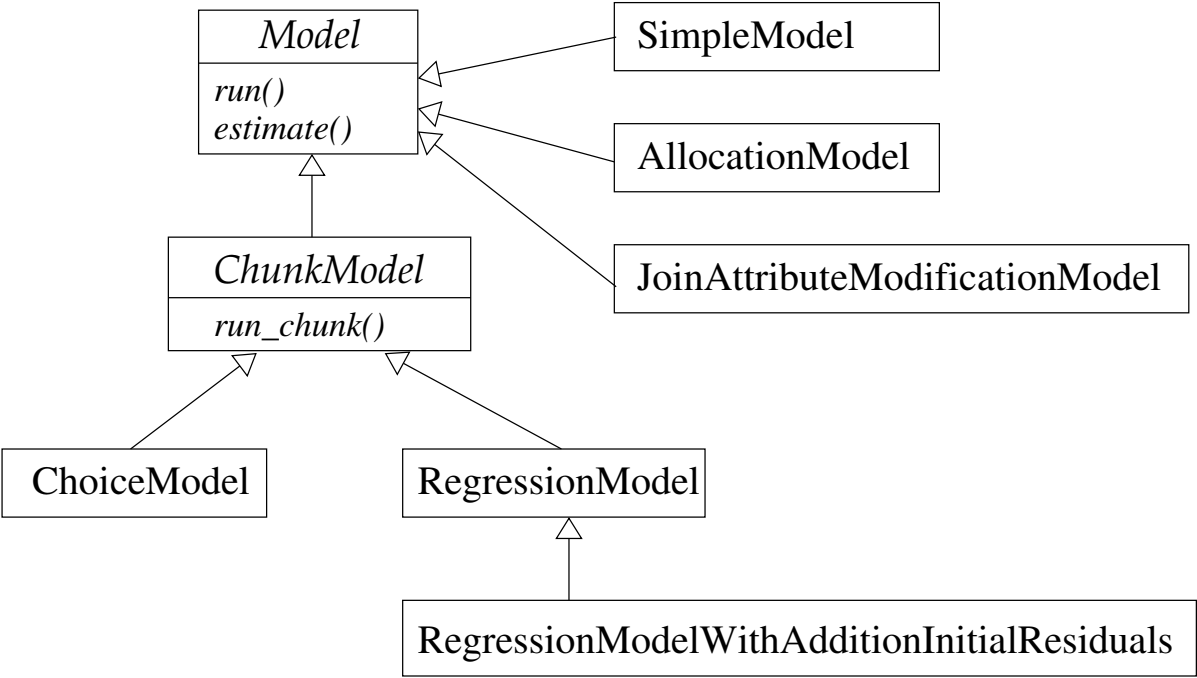 Model
run()
estimate()
SimpleModel
AllocationModel
JoinAttributeModificationModel
ChunkModel
run_chunk()
ChoiceModel
RegressionModel
RegressionModelWithAdditionInitialResiduals